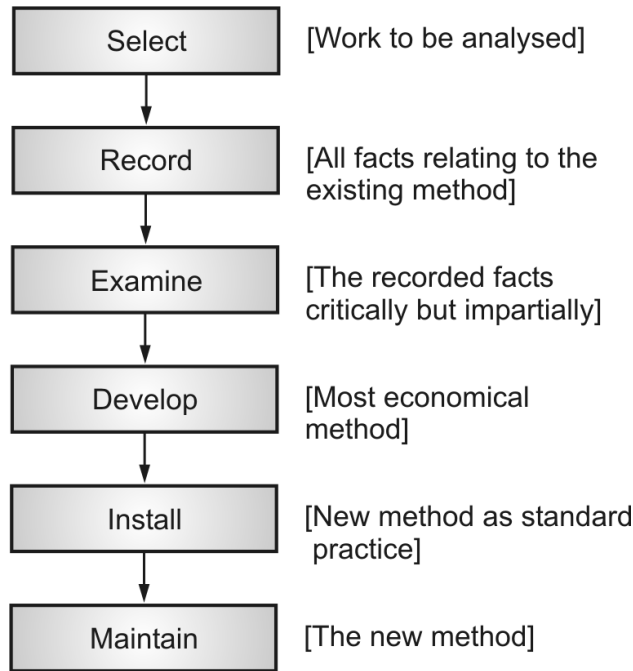 Select
[Work to be analysed]
Record
[All facts relating to the
existing method]
Examine
[The recorded facts
critically but impartially]
Develop
[Most economical
method]
Install
[New method as standard
practice]
Maintain
[The new method]